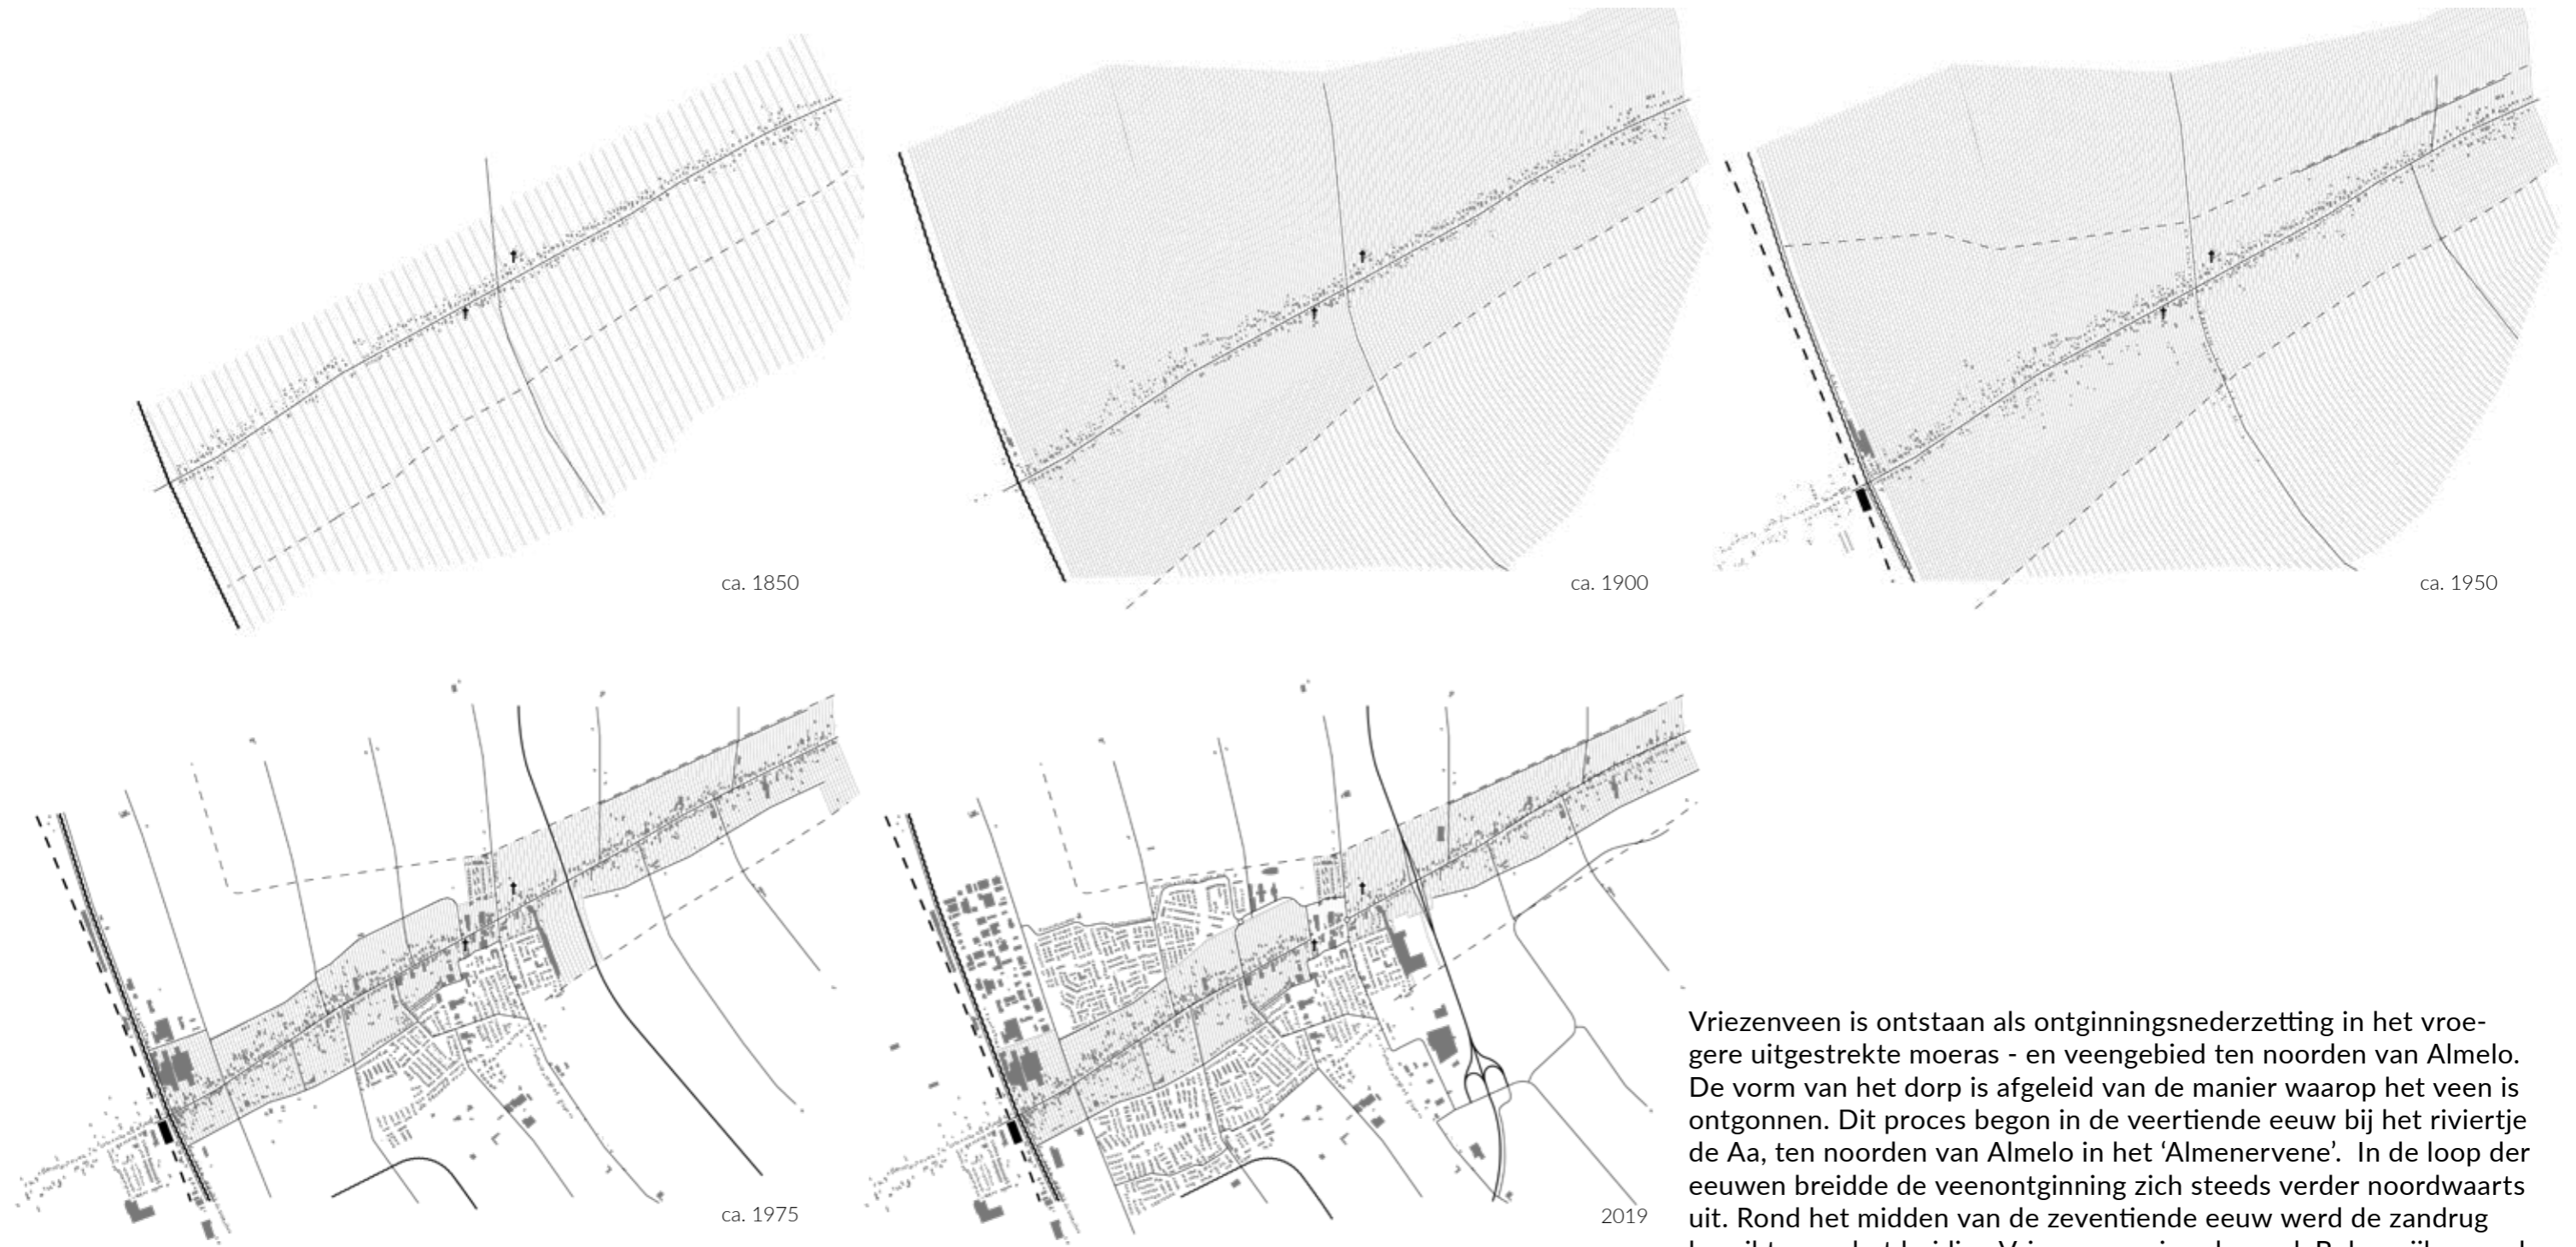 ca. 1850
ca. 1900
ca. 1950
ca. 1975
2019
Vriezenveen is ontstaan als ontginningsnederzetting in het vroe-
gere uitgestrekte moeras - en veengebied ten noorden van Almelo.
De vorm van het dorp is afgeleid van de manier waarop het veen is
ontgonnen. Dit proces begon in de veertiende eeuw bij het riviertje
de Aa, ten noorden van Almelo in het ‘Almenervene’.  In de loop der
eeuwen breidde de veenontginning zich steeds verder noordwaarts
uit. Rond het midden van de zeventiende eeuw werd de zandrug